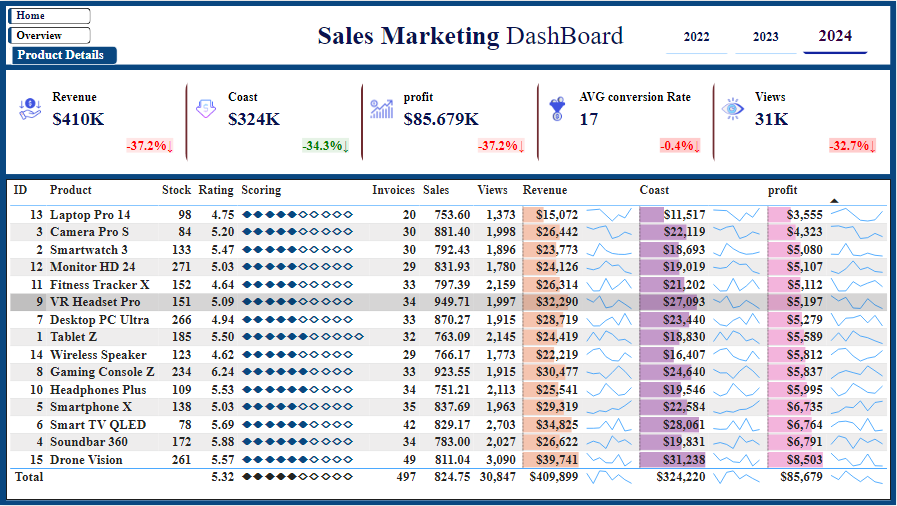 Home
Overview
Product Details
Sales Marketing DashBoard
2022 2023 2024
Revenue Coast profit AVG conversion Rate Views
$410K $324K $85.679K 17 31K
-37.2%↓ -34.3%↓ -37.2%↓ -0.4%↓ -32.7%↓
ID Product Stock Rating Scoring Invoices Sales Views Revenue Coast profit
13 Laptop Pro 14 98 4.75 20 753.60 1,373 $15,072 $11,517 $3,555
3 Camera Pro S 84 5.20 30 881.40 1,998 $26,442 $22,119 $4,323
2 Smartwatch 3 133 5.47 30 792.43 1,896 $23,773 $18,693 $5,080
12 Monitor HD 24 271 5.03 29 831.93 1,780 $24,126 $19,019 $5,107
11 Fitness Tracker X 152 4.64 33 797.39 2,159 $26,314 $21,202 $5,112
9 VR Headset Pro 151 5.09 34 949.71 1,997 $32,290 $27,093 $5,197
7 Desktop PC Ultra 266 4.94 33 870.27 1,915 $28,719 $23,440 $5,279
1 Tablet Z 185 5.50 32 763.09 2,145 $24,419 $18,830 $5,589
14 Wireless Speaker 123 4.62 29 766.17 1,773 $22,219 $16,407 $5,812
8 Gaming Console Z 234 6.24 33 923.55 1,915 $30,477 $24,640 $5,837
10 Headphones Plus 109 5.53 34 751.21 2,113 $25,541 $19,546 $5,995
5 Smartphone X 138 5.03 35 837.69 1,963 $29,319 $22,584 $6,735
6 Smart TV QLED 78 5.69 42 829.17 2,703 $34,825 $28,061 $6,764
4 Soundbar 360 172 5.88 34 783.00 2,027 $26,622 $19,831 $6,791
15 Drone Vision 261 5.57 49 811.04 3,090 $39,741 $31,238 $8,503
Total 5.32 497 824.75 30,847 $409,899 $324,220 $85,679